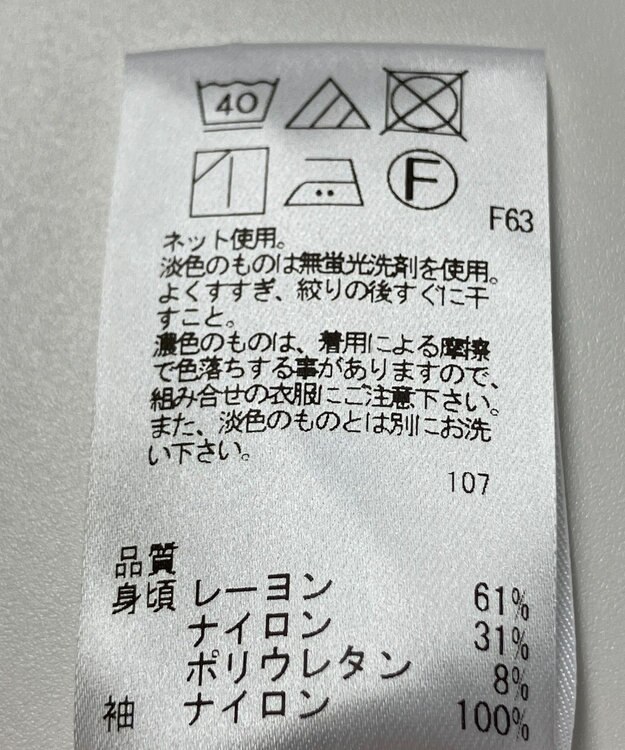 40
F
F63
ネット使用。
淡色のものは無蛍光洗剤を使用。
よくすすぎ、絞りの後すぐに干
すこと。
濃色のものは、着用による摩擦
で色落ちする事がありますので、
組み合せの衣服にご注意下さい。
また、淡色のものとは別にお洗
い下さい。
107
品質
身頃 レーヨン 61%
ナイロン 31%
ポリウレタン 8%
袖 ナイロン 100%